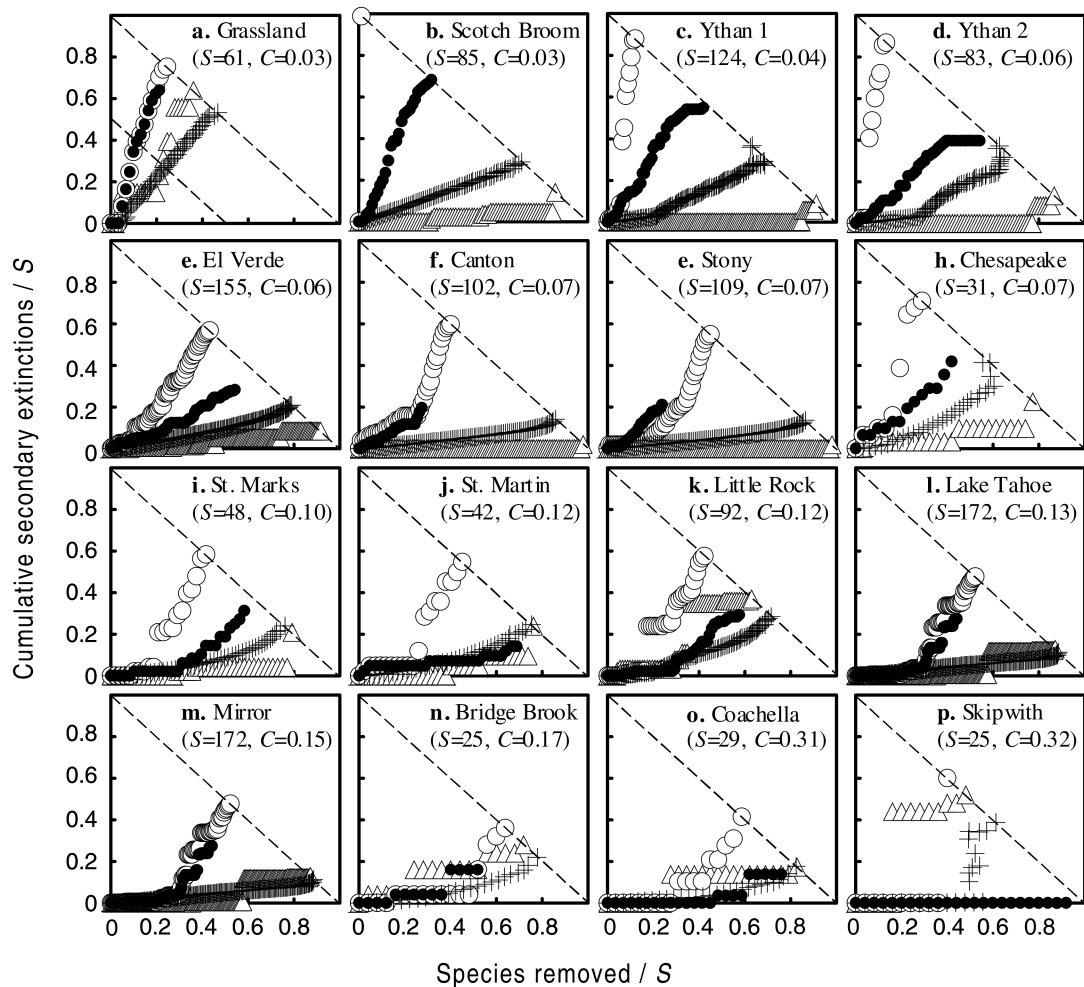 a. Grassland
(S=61, C=0.03)
b. Scotch Broom
(S=85, C=0.03)
c. Ythan 1
(S=124, C=0.04)
d. Ythan 2
(S=83, C=0.06)
0.8
0.6
0.4
0.2
0
e. El Verde
(S=155, C=0.06)
f. Canton
(S=102, C=0.07)
e. Stony
(S=109, C=0.07)
h. Chesapeake
(S=31, C=0.07)
0.8
0.6
0.4
0.2
0
i. St. Marks
(S=48, C=0.10)
j. St. Martin
(S=42, C=0.12)
k. Little Rock
(S=92, C=0.12)
l. Lake Tahoe
(S=172, C=0.13)
0.8
0.6
0.4
0.2
0
m. Mirror
(S=172, C=0.15)
n. Bridge Brook
(S=25, C=0.17)
o. Coachella
(S=29, C=0.31)
p. Skipwith
(S=25, C=0.32)
0.8
0.6
0.4
0.2
0
0 0.2 0.4 0.6 0.8
0 0.2 0.4 0.6 0.8
0 0.2 0.4 0.6 0.8
0 0.2 0.4 0.6 0.8
Cumulative secondary extinctions / S
Species removed / S